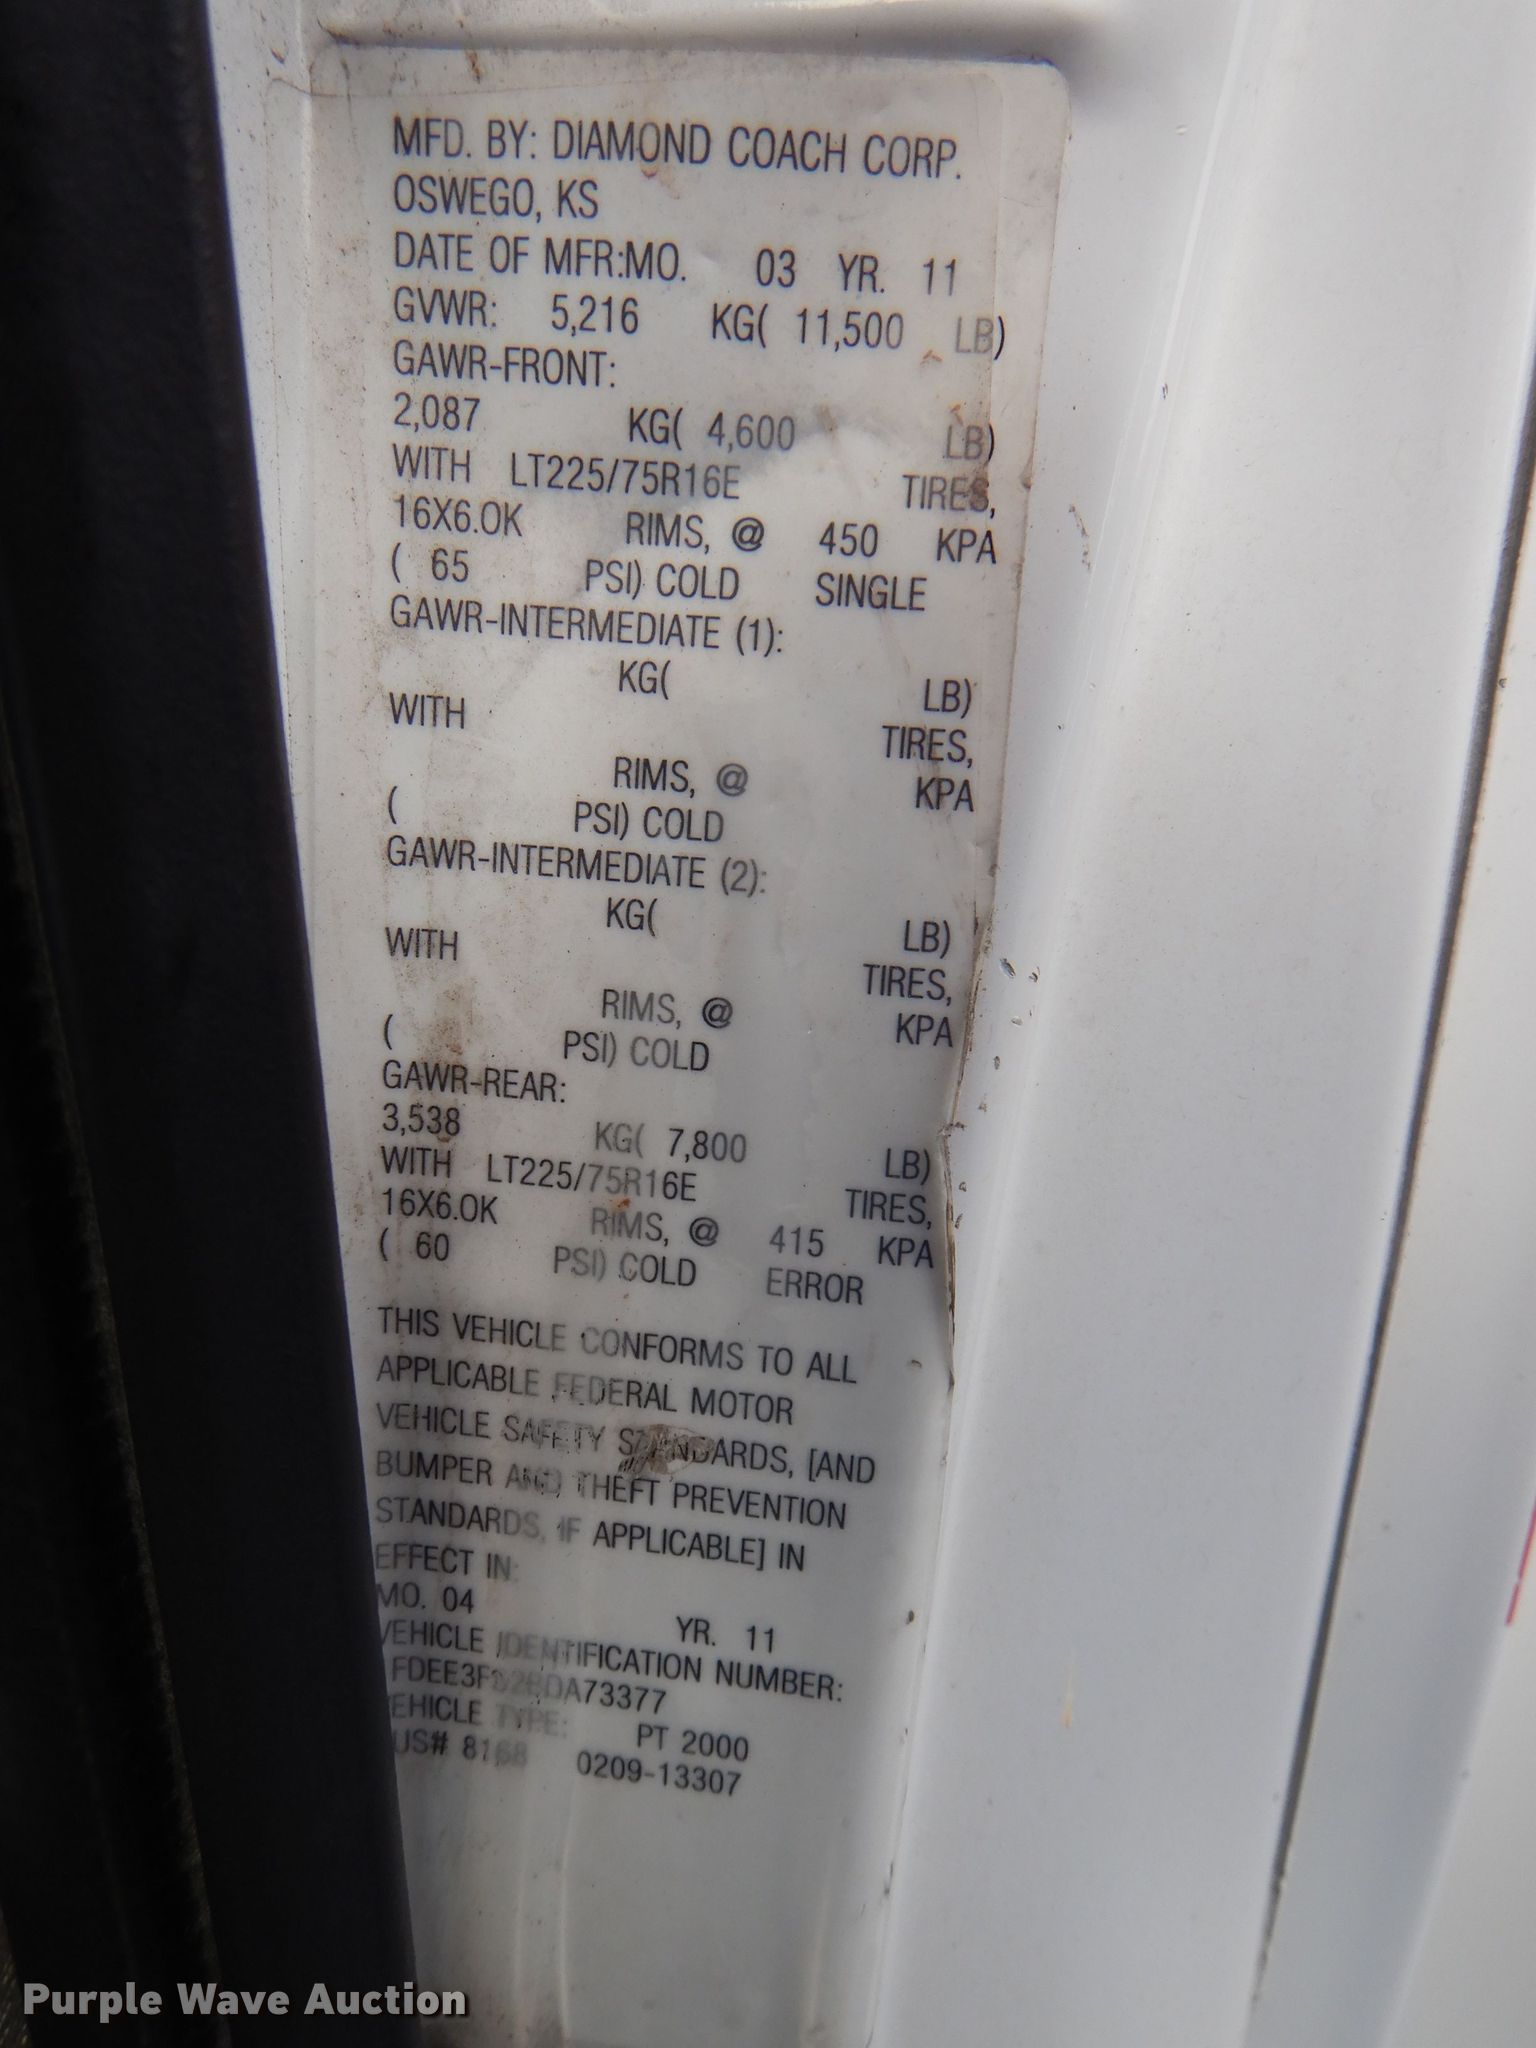 MFD. BY: DIAMOND COACH CORP.
OSWEGO, KS
DATE OF MFR:MO. 03 YR. 11
GVWR: 5,216 KG( 11,500 LB)
GAWR-FRONT:
2,087 KG( 4,600 LB)
WITH LT225/75R16E TIRES,
16X6.0K RIMS, @ 450 KPA
( 65 PSI) COLD SINGLE
GAWR-INTERMEDIATE (1):
KG( LB)
WITH TIRES,
RIMS, @ KPA
( PSI) COLD
GAWR-INTERMEDIATE (2):
KG( LB)
WITH TIRES,
RIMS, @ KPA
( PSI) COLD
GAWR-REAR:
3,538 KG( 7,800 LB)
WITH LT225/75R16E TIRES,
16X6.0K RIMS, @ 415 KPA
( 60 PSI) COLD ERROR
THIS VEHICLE CONFORMS TO ALL
APPLICABLE FEDERAL MOTOR
VEHICLE SAFETY STANDARDS, [AND
BUMPER AND THEFT PREVENTION
STANDARDS, IF APPLICABLE] IN
EFFECT IN:
MO. 04 YR. 11
VEHICLE IDENTIFICATION NUMBER:
VEHICLE TYPE: PT 2000
8168 0209-13307
Purple Wave Auction